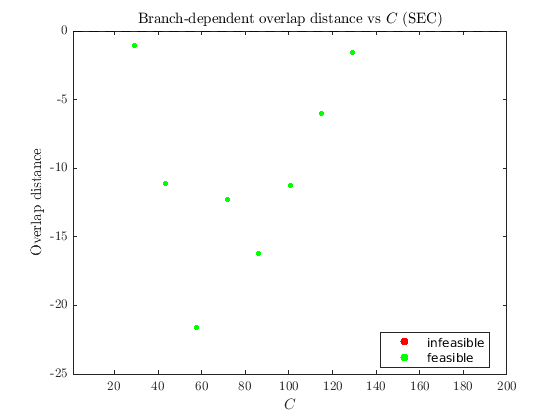 Branch-dependent overlap distance vs C (SEC)
0
-5
-10
-15
-20
-25
Overlap distance
20 40 60 80 100 120 140 160 180 200
C
infeasible
feasible